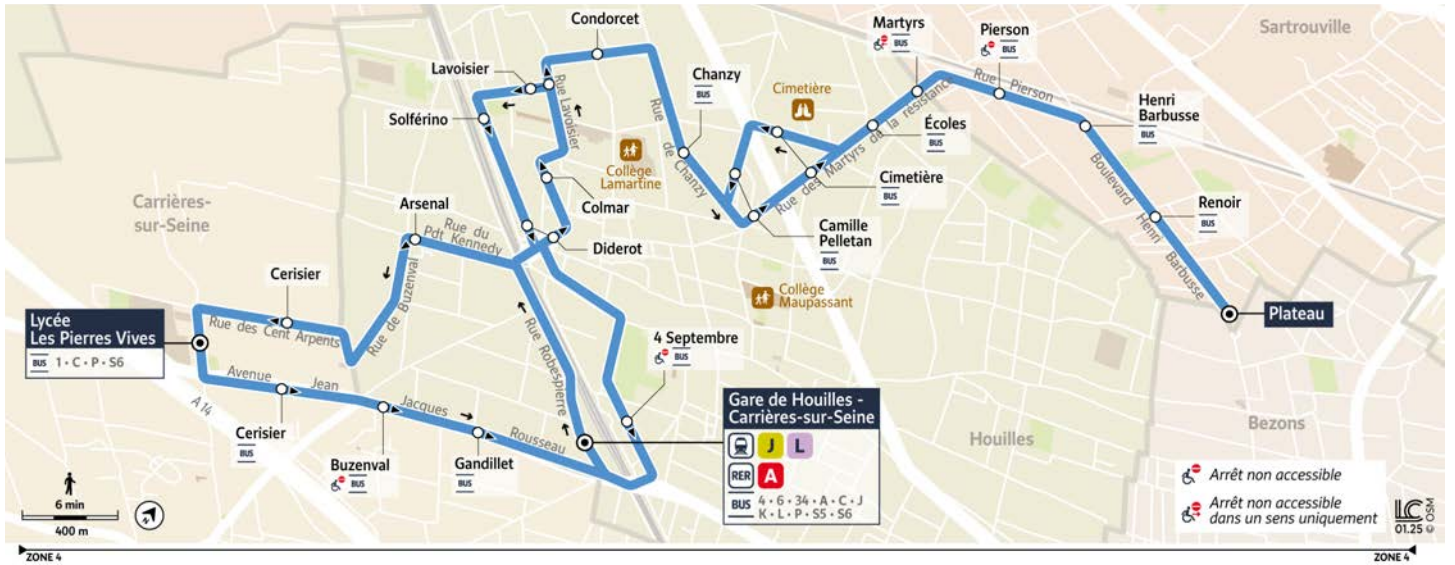 Condorcet
Martyrs
BUS
Pierson
BUS
Sartrouville
Lavoisier
Chanzy
BUS
Cimetière
Rue Pierson
Henri
Barbusse
BUS
Solférino
Rue Lavoisier
Rue
de Chanzy
Rue des Martyrs de la résistance
Écoles
BUS
Collège
Lamartine
Cimetière
BUS
Carrières-
sur-Seine
Arsenal
Colmar
Boulevard Henri Barbusse
Renoir
BUS
Rue du
Pdt Kennedy
Diderot
Camille
Pelletan
BUS
Cerisier
Rue de Buzenval
Collège
Maupassant
Lycée
Les Pierres Vives
BUS 1 • C • P • S6
Rue des Cent Arpents
Plateau
4 Septembre
BUS
Rue Robespierre
Avenue Jean Jacques Rousseau
A 14
Gare de Houilles -
Carrières-sur-Seine
J L
RER A
BUS 4 • 6 • 34 • A • C • J
K • L • P • S5 • S6
Cerisier
BUS
Buzenval
BUS
Gandillet
BUS
Houilles
Bezons
6 min
400 m
Arrêt non accessible
Arrêt non accessible
dans un sens uniquement
LC
01.25 © OSM
ZONE 4
ZONE 4